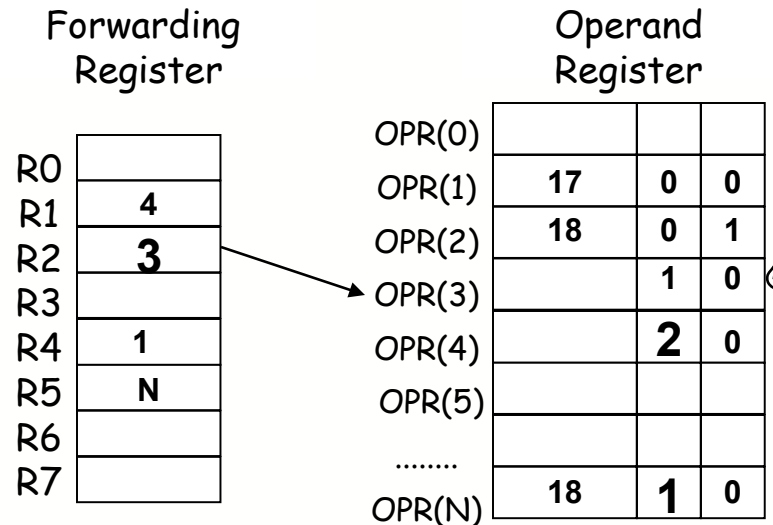 Forwarding
Register
R0
R1 4
R2 3
R3
R4 1
R5 N
R6
R7
Operand
Register
OPR(0)
OPR(1) 17 0 0
OPR(2) 18 0 1
OPR(3) 1 0
OPR(4) 2 0
OPR(5)
........
OPR(N) 18 1 0